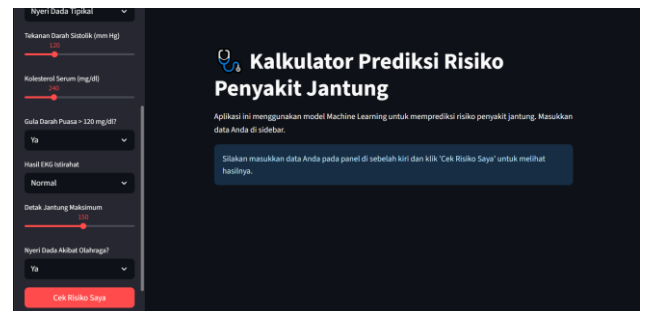 Nyeri Dada Tipikal
Tekanan Darah Sistolik (mm Hg)
120
Kolesterol Serum (mg/dl)
240
Gula Darah Puasa > 120 mg/dl?
Ya
Hasil EKG Istirahat
Normal
Detak Jantung Maksimum
150
Nyeri Dada Akibat Olahraga?
Ya
Cek Risiko Saya
Kalkulator Prediksi Risiko
Penyakit Jantung
Aplikasi ini menggunakan model Machine Learning untuk memprediksi risiko penyakit jantung. Masukkan
data Anda di sidebar.
Silakan masukkan data Anda pada panel di sebelah kiri dan klik 'Cek Risiko Saya' untuk melihat
hasilnya.